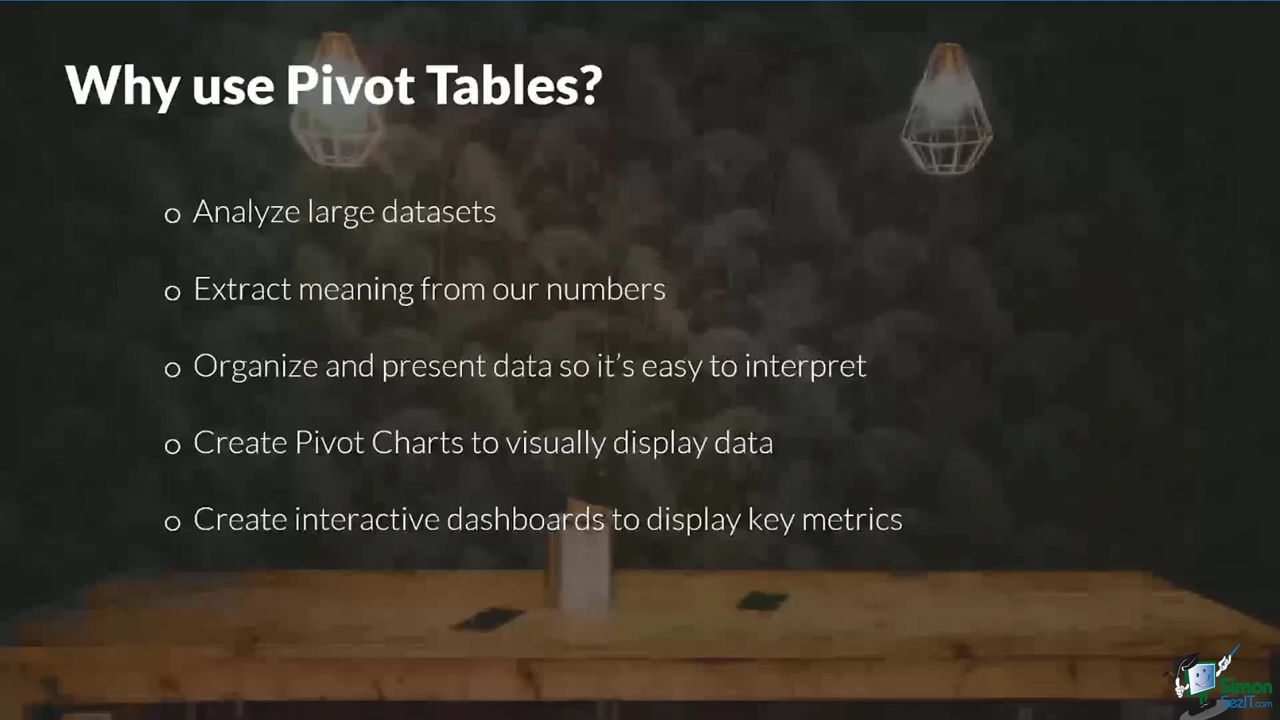 Why use Pivot Tables?
o Analyze large datasets
o Extract meaning from our numbers
o Organize and present data so it’s easy to interpret
o Create Pivot Charts to visually display data
o Create interactive dashboards to display key metrics
Simon
SezIT.com